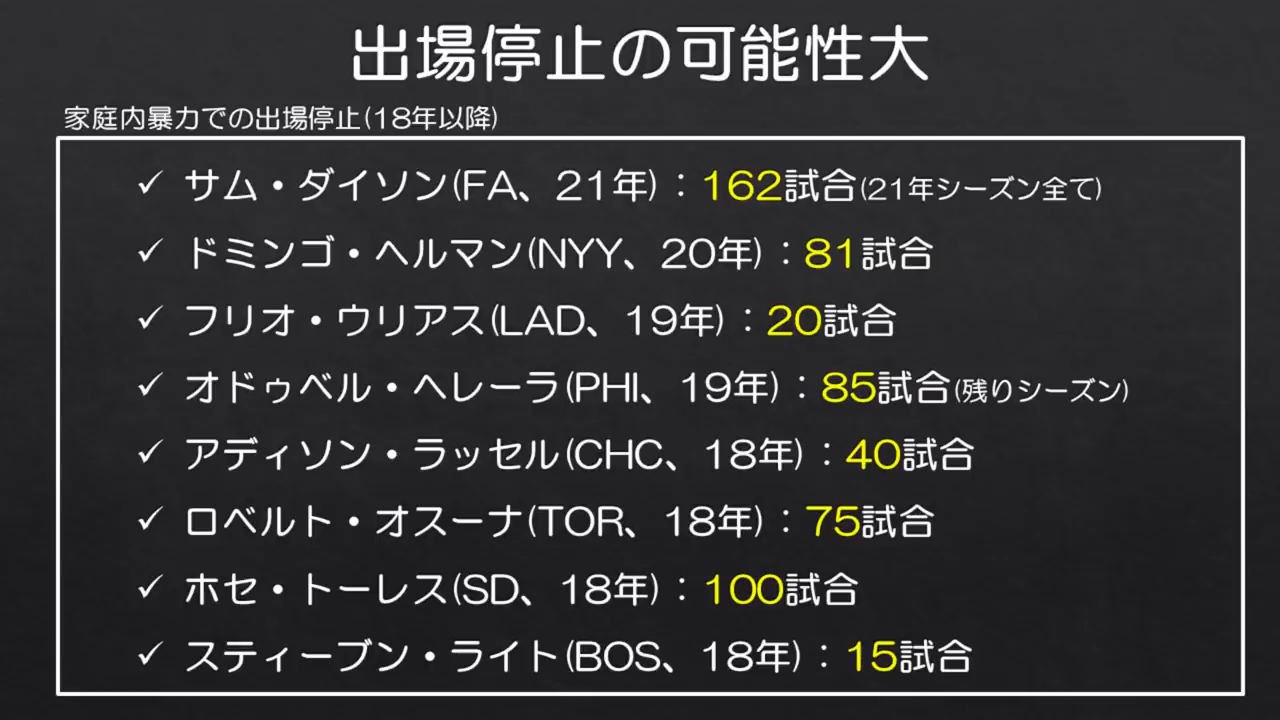 出場停止の可能性大
家庭内暴力での出場停止(18年以降)
✓ サム・ダイソン(FA、21年)：162試合(21年シーズン全て)
✓ ドミンゴ・ヘルマン(NYY、20年)：81試合
✓ フリオ・ウリアス(LAD、19年)：20試合
✓ オドゥベル・ヘレーラ(PHI、19年)：85試合(残りシーズン)
✓ アディソン・ラッセル(CHC、18年)：40試合
✓ ロベルト・オスーナ(TOR、18年)：75試合
✓ ホセ・トーレス(SD、18年)：100試合
✓ スティーブン・ライト(BOS、18年)：15試合